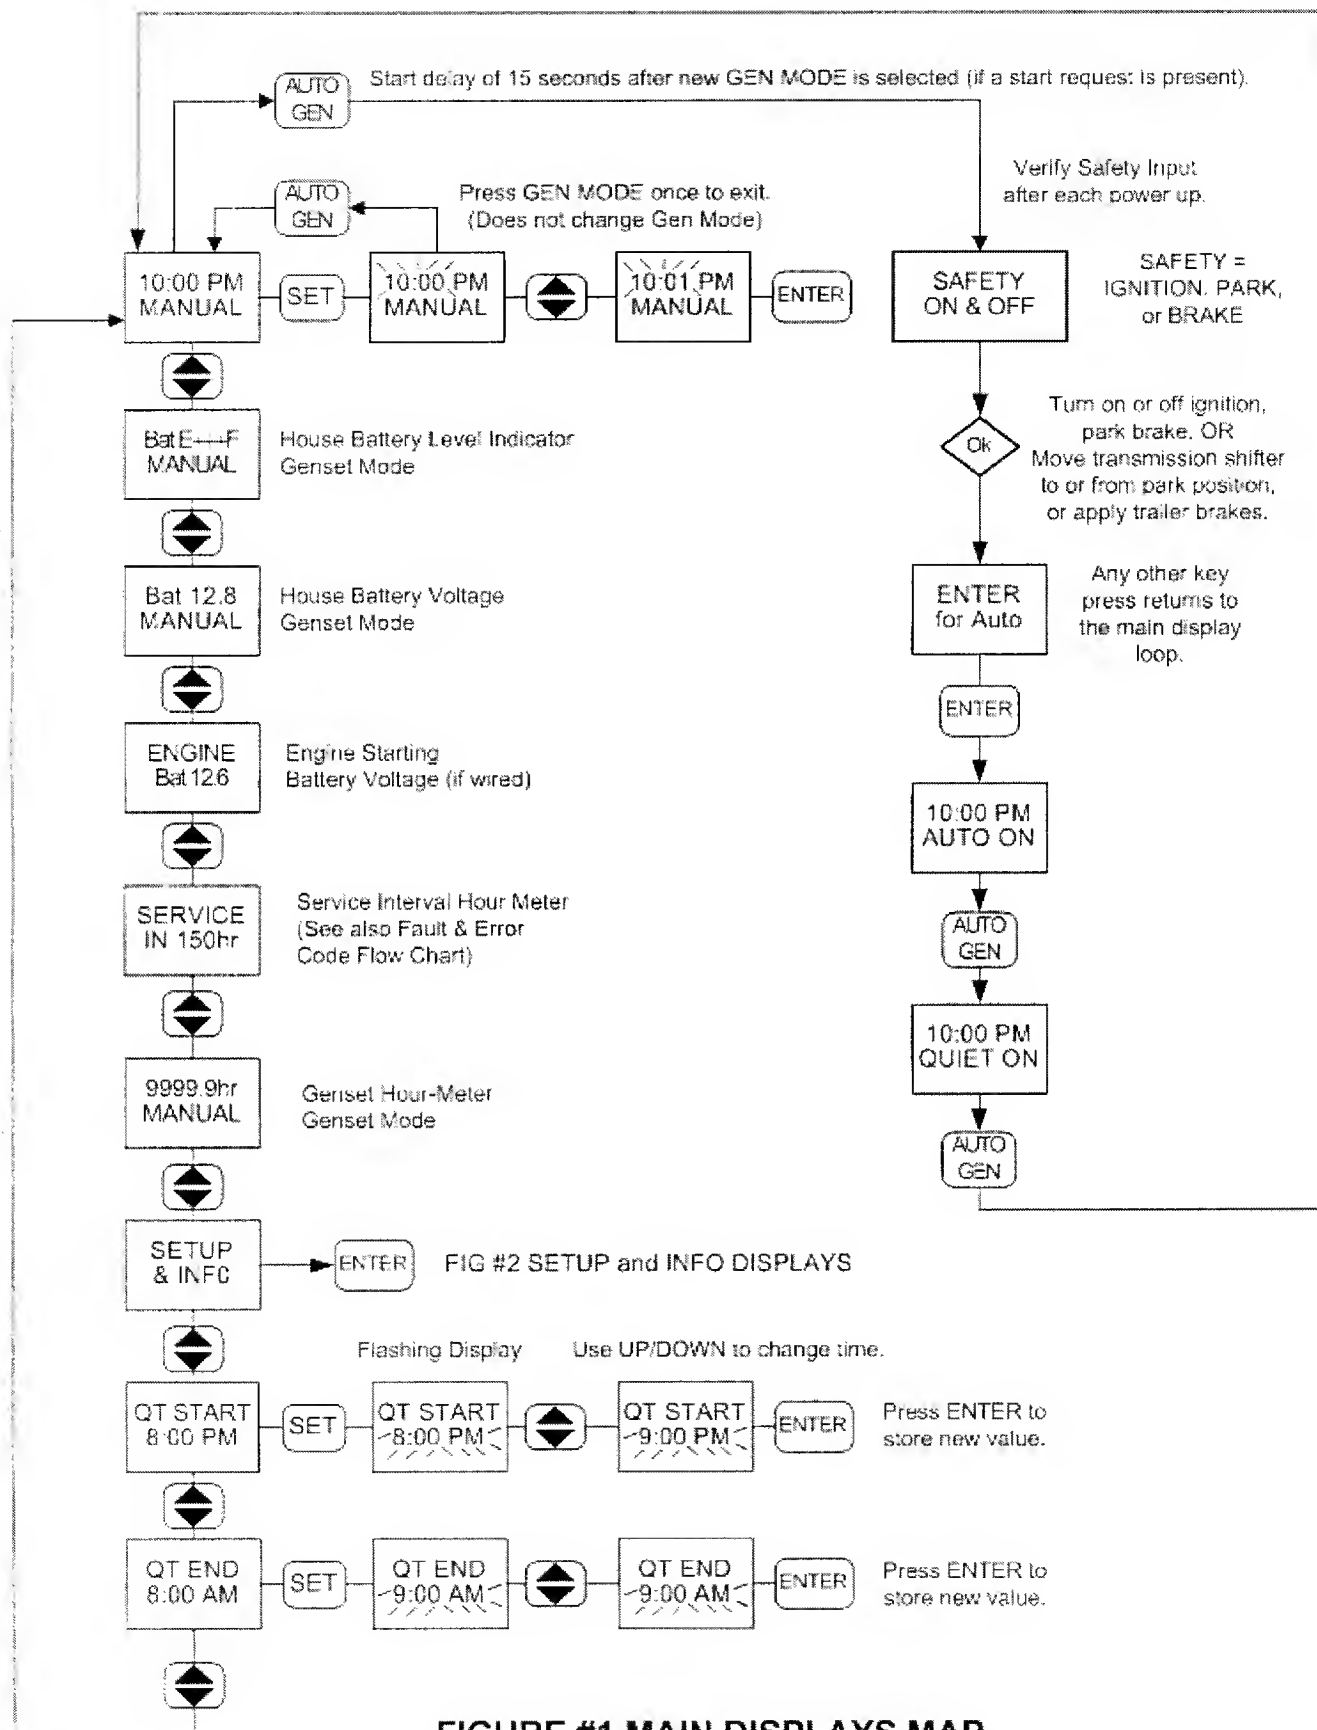 AUTO
GEN
Start delay of 15 seconds after new GEN MODE is selected (if a start request is present).
Verify Safety Input
after each power up.
AUTO
GEN
Press GEN MODE once to exit.
(Does not change Gen Mode)
10:00 PM
MANUAL
SET
10:00 PM
MANUAL
10:01 PM
MANUAL
ENTER
SAFETY
ON & OFF
SAFETY =
IGNITION, PARK,
or BRAKE
Bat E F
MANUAL
House Battery Level Indicator
Genset Mode
Ok
Turn on or off ignition,
park brake. OR
Move transmission shifter
to or from park position,
or apply trailer brakes.
Bat 12.8
MANUAL
House Battery Voltage
Genset Mode
ENTER
for Auto
Any other key
press returns to
the main display
loop.
ENTER
ENGINE
Bat 12.6
Engine Starting
Battery Voltage (if wired)
10:00 PM
AUTO ON
SERVICE
IN 150hr
Service Interval Hour Meter
(See also Fault & Error
Code Flow Chart)
AUTO
GEN
10:00 PM
QUIET ON
9999.9hr
MANUAL
Genset Hour-Meter
Genset Mode
AUTO
GEN
SETUP
& INFO
ENTER
FIG #2 SETUP and INFO DISPLAYS
Flashing Display
Use UP/DOWN to change time.
QT START
8:00 PM
SET
QT START
8:00 PM
QT START
9:00 PM
ENTER
Press ENTER to
store new value.
QT END
8:00 AM
SET
QT END
9:00 AM
QT END
9:00 AM
ENTER
Press ENTER to
store new value.
FIGURE #1 MAIN DISPLAYS MAP